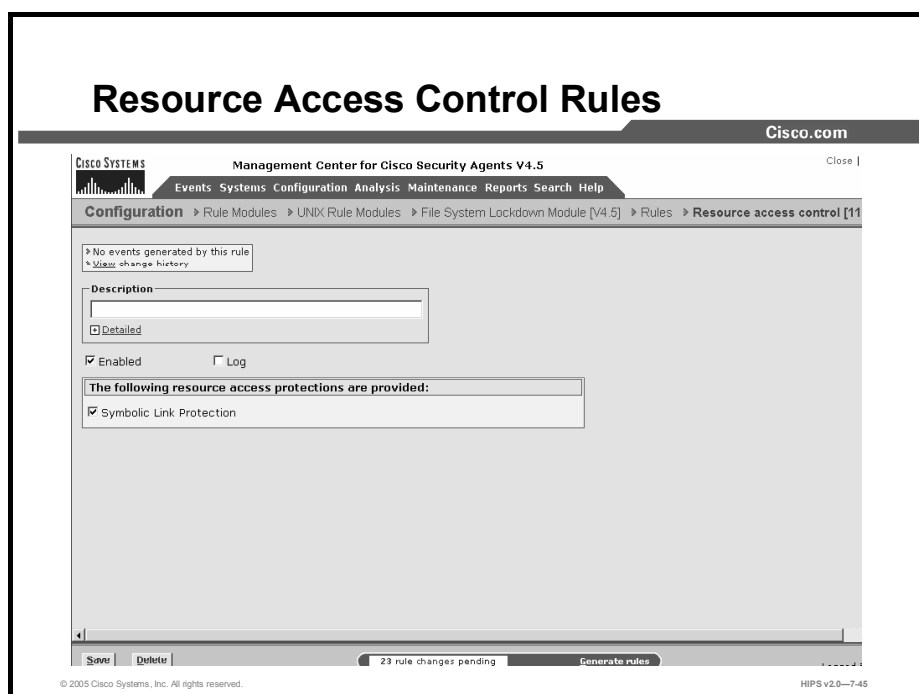 Resource Access Control Rules
Cisco.com
CISCO SYSTEMS
Management Center for Cisco Security Agents V4.5
Close |
Events Systems Configuration Analysis Maintenance Reports Search Help
Configuration Rule Modules UNIX Rule Modules File System Lockdown Module [V4.5] Rules Resource access control [11
No events generated by this rule
View change history
Description
Detailed
Enabled Log
The following resource access protections are provided:
Symbolic Link Protection
Save Delete 23 rule changes pending Generate rules
© 2005 Cisco Systems, Inc. All rights reserved.
HIPS v2.0—7-45